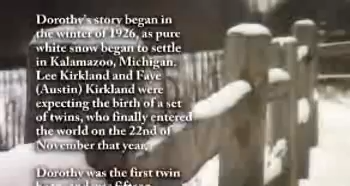 Dorothy's story began in
the winter of 1926, as pure
white snow began to settle
in Kalamazoo, Michigan.
Lee Kirkland and Faye
(Austin) Kirkland were
expecting the birth of a set
of twins, who finally entered
the world on the 22nd of
November that year.
Dorothy was the first twin